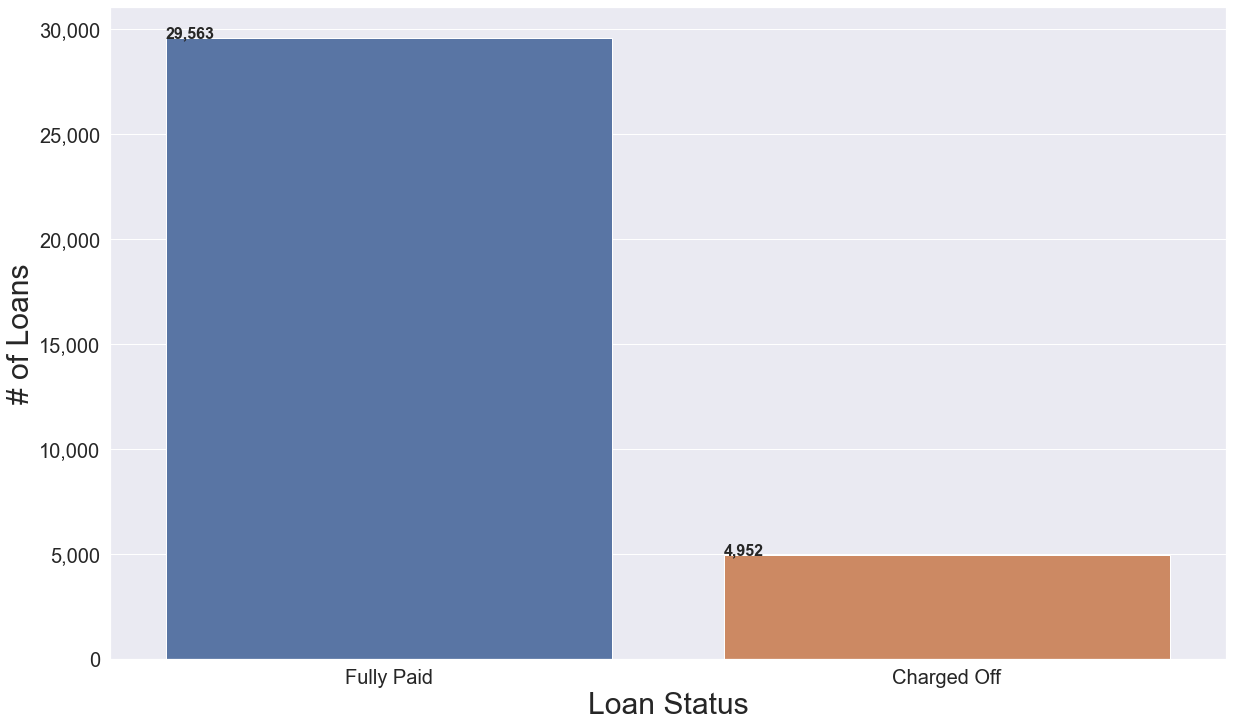 # of Loans
30,000
25,000
20,000
15,000
10,000
5,000
0
29,563
4,952
Fully Paid
Charged Off
Loan Status